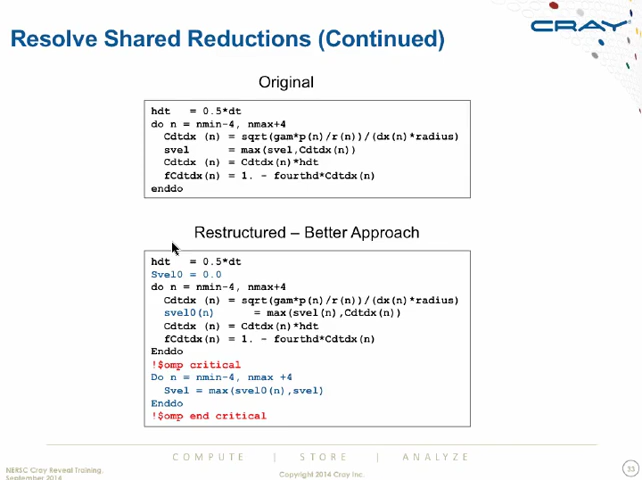 Resolve Shared Reductions (Continued)
CRAY
Original
hdt = 0.5*dt
do n = nmin-4, nmax+4
Cdtdx (n) = sqrt(gam*p(n)/r(n))/(dx(n)*radius)
svel = max(svel,Cdtdx(n))
Cdtdx (n) = Cdtdx(n)*hdt
fCdtdx(n) = 1. - fourthd*Cdtdx(n)
enddo
Restructured – Better Approach
hdt = 0.5*dt
Svel0 = 0.0
do n = nmin-4, nmax+4
Cdtdx (n) = sqrt(gam*p(n)/r(n))/(dx(n)*radius)
svel0(n) = max(svel(n),Cdtdx(n))
Cdtdx (n) = Cdtdx(n)*hdt
fCdtdx(n) = 1. - fourthd*Cdtdx(n)
Enddo
!$omp critical
Do n = nmin-4, nmax +4
Svel = max(svel0(n),svel)
Enddo
!$omp end critical
COMPUTE | STORE | ANALYZE
NERSC Cray Reveal Training.
September 2014
Copyright 2014 Cray Inc.
33